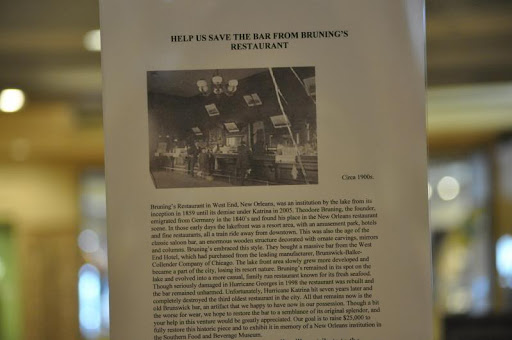 HELP US SAVE THE BAR FROM BRUNING'S
RESTAURANT
Circa 1900s.
Bruning's Restaurant in West End, New Orleans, was an institution by the lake from its
inception in 1859 until its demise under Katrina in 2005. Theodore Bruning, the founder,
emigrated from Germany in the 1840's and found his place in the New Orleans restaurant
scene. In those early days the lakefront was a resort area, with an amusement park, hotels
and fine restaurants, all a train ride away from downtown. This was also the age of the
classic saloon bar, an enormous wooden structure decorated with ornate carvings, mirrors
and columns. Bruning's embraced this style. They bought a massive bar from the West
End Hotel, which had purchased from the leading manufacturer, Brunswick-Balke-
Collender Company of Chicago. The lake front area slowly grew more developed and
became a part of the city, losing its resort nature. Bruning's remained in its spot on the
lake and evolved into a more casual, family run restaurant known for its fresh seafood.
Though seriously damaged in Hurricane Georges in 1998 the restaurant was rebuilt and
the bar remained unharmed. Unfortunately, Hurricane Katrina hit seven years later and
completely destroyed the third oldest restaurant in the city. All that remains now is the
old Brunswick bar, an artifact that we happy to have now in our possession. Though a bit
the worse for wear, we hope to restore the bar to a semblance of its original splendor, and
your help in this venture would be greatly appreciated. Our goal is to raise $25,000 to
fully restore this historic piece and to exhibit it in memory of a New Orleans institution in
the Southern Food and Beverage Museum.